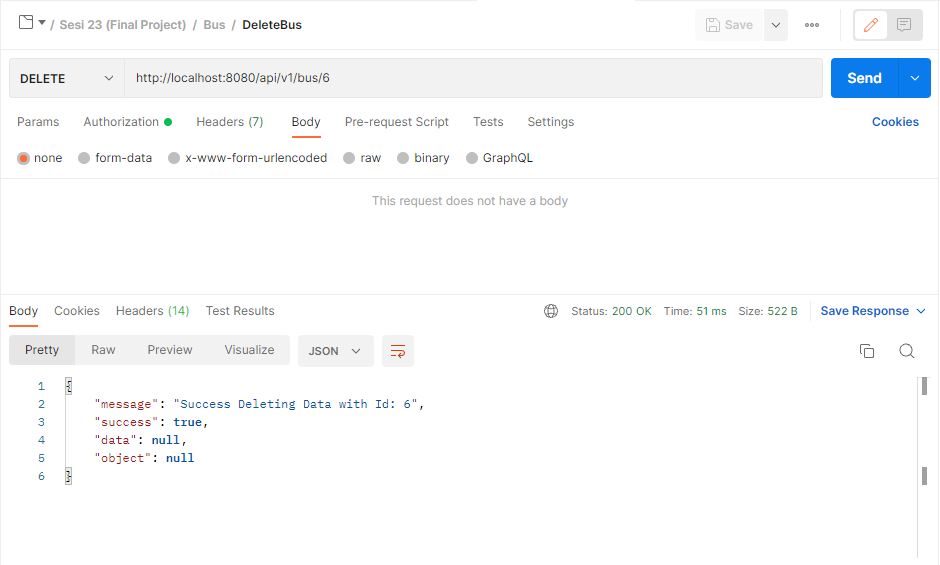 / Sesi 23 (Final Project) / Bus / DeleteBus
Save
DELETE
http://localhost:8080/api/v1/bus/6
Send
Params Authorization Headers (7) Body Pre-request Script Tests Settings Cookies
none form-data x-www-form-urlencoded raw binary GraphQL
This request does not have a body
Body Cookies Headers (14) Test Results Status: 200 OK Time: 51 ms Size: 522 B Save Response
Pretty Raw Preview Visualize JSON
1 {
2 "message": "Success Deleting Data with Id: 6",
3 "success": true,
4 "data": null,
5 "object": null
6 }